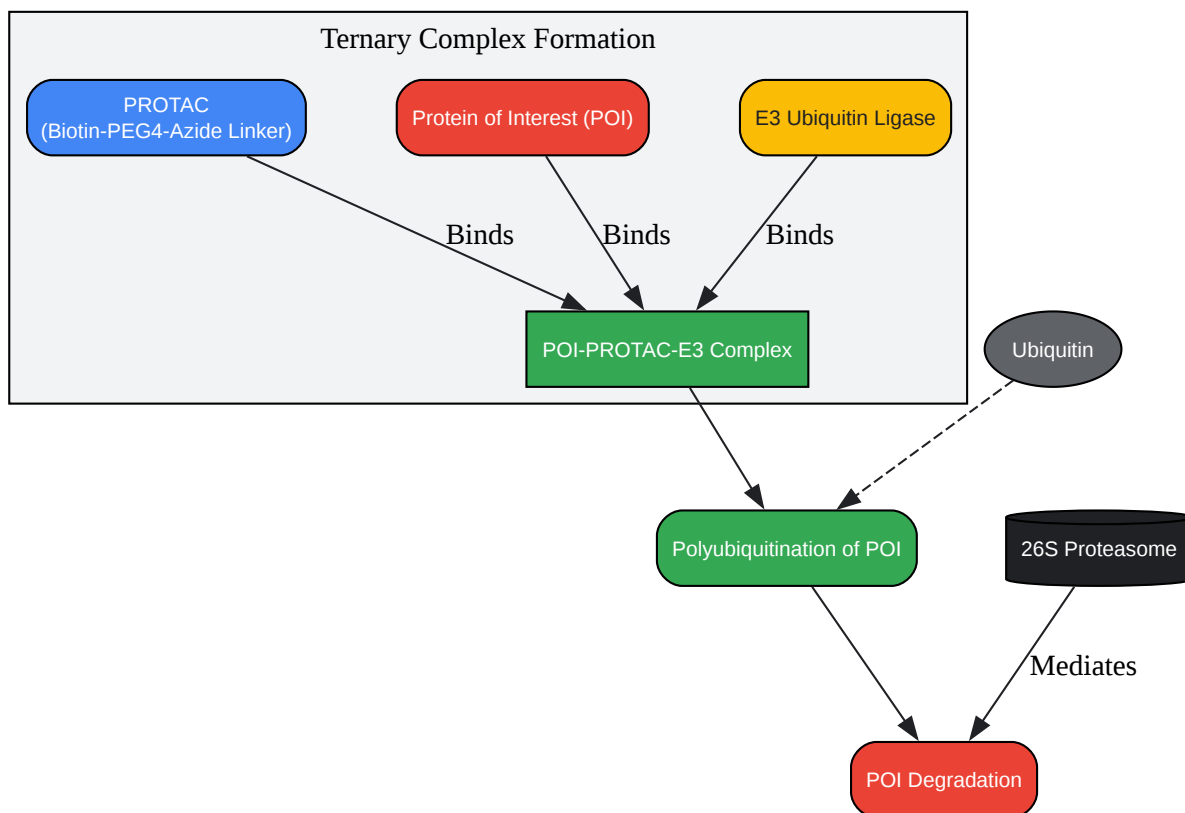 Ternary Complex Formation
PROTAC
(Biotin-PEG4-Azide Linker)
Protein of Interest (POI)
E3 Ubiquitin Ligase
Binds
Binds
Binds
POI-PROTAC-E3 Complex
Ubiquitin
Polyubiquitination of POI
26S Proteasome
Mediates
POI Degradation